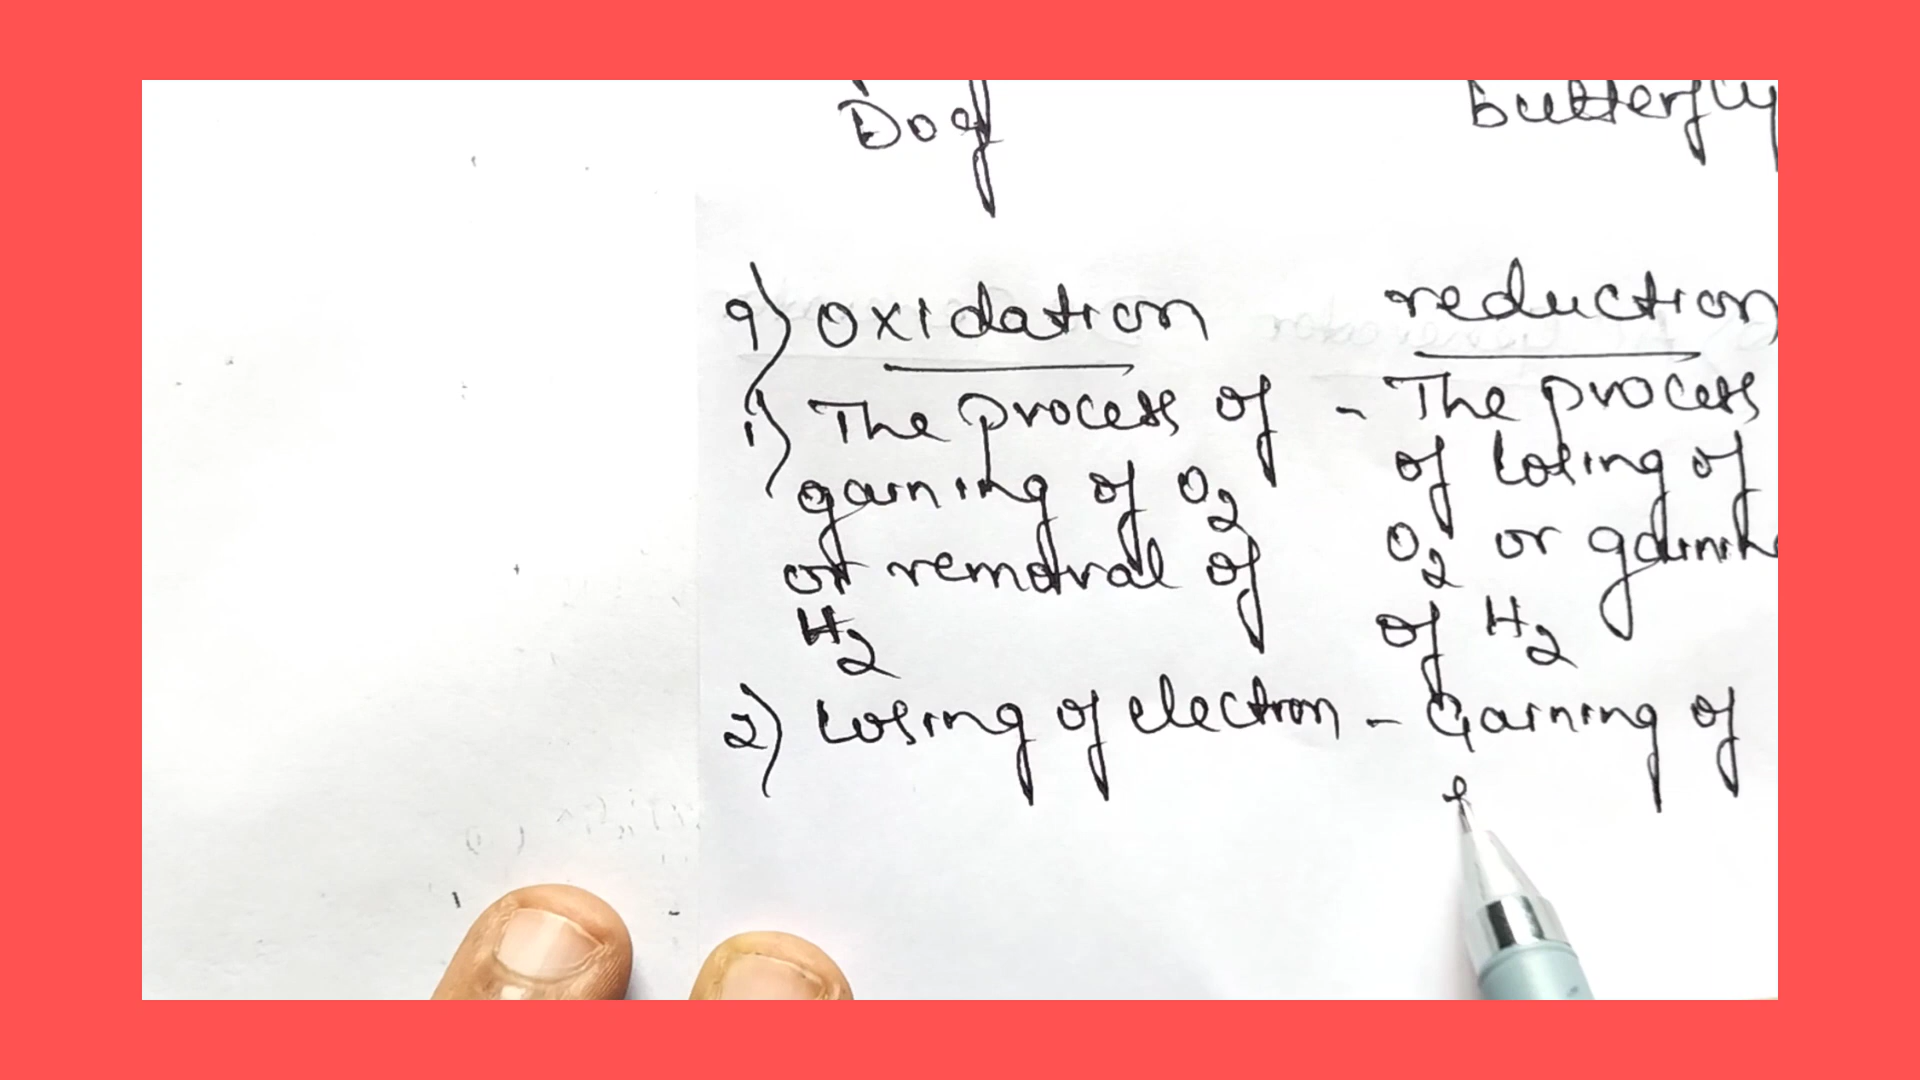 Dog butterfly
9) Oxidation - reduction
1) The process of - The process
gaining of O2 of losing of
or removal of O2 or gaining
H2 of H2
2) Losing of electron - Gaining of
e